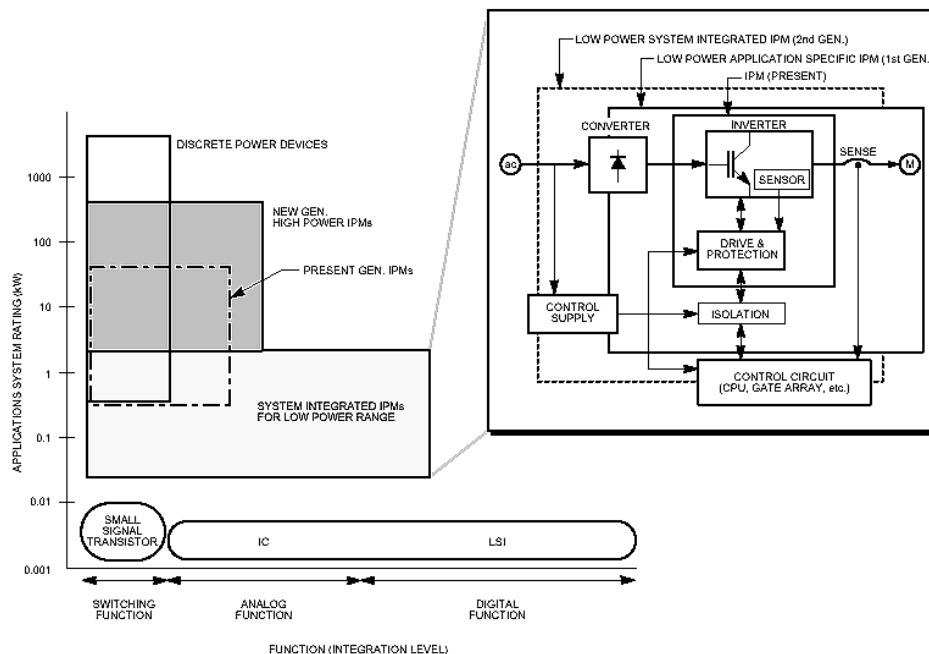 LOW POWER SYSTEM INTEGRATED IPM (2nd GEN.)
LOW POWER APPLICATION SPECIFIC IPM (1st GEN.
IPM (PRESENT)
CONVERTER
INVERTER
SENSE
ac
M
SENSOR
DRIVE &
PROTECTION
CONTROL
SUPPLY
ISOLATION
CONTROL CIRCUIT
(CPU, GATE ARRAY, etc.)
DISCRETE POWER DEVICES
NEW GEN.
HIGH POWER IPMs
PRESENT GEN. IPMs
SYSTEM INTEGRATED IPMs
FOR LOW POWER RANGE
APPLICATIONS SYSTEM RATING (kW)
1000
100
10
1
0.1
0.01
0.001
SMALL
SIGNAL
TRANSISTOR
IC
LSI
SWITCHING
FUNCTION
ANALOG
FUNCTION
DIGITAL
FUNCTION
FUNCTION (INTEGRATION LEVEL)